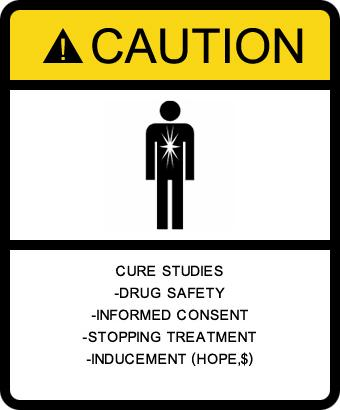 CAUTION
CURE STUDIES
-DRUG SAFETY
-INFORMED CONSENT
-STOPPING TREATMENT
-INDUCEMENT (HOPE,$)